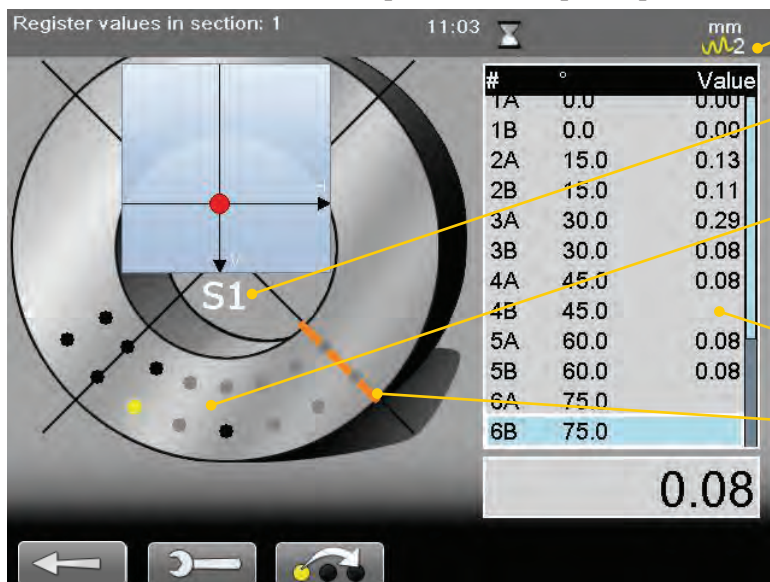 Register values in section: 1 11:03 mm
2
# ° Value
1A 0.0 0.00
1B 0.0 0.00
2A 15.0 0.13
2B 15.0 0.11
3A 30.0 0.29
3B 30.0 0.08
4A 45.0 0.08
4B 45.0
5A 60.0 0.08
5B 60.0 0.08
6A 75.0
6B 75.0
S1
0.08